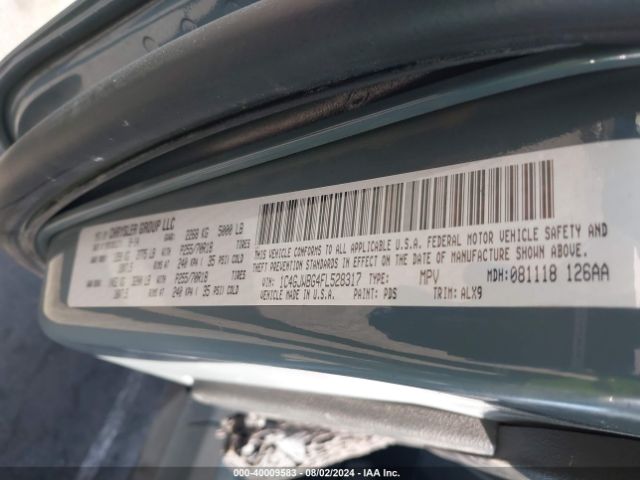 MFD BY CHRYSLER GROUP LLC
GVWR: 2268 KG 5000 LB
TIRES
P255/70R18
240 KPA ( 35 PSI) COLD
TIRES
P255/70R18
240 KPA ( 35 PSI) COLD
THIS VEHICLE CONFORMS TO ALL APPLICABLE U.S.A. FEDERAL MOTOR VEHICLE SAFETY AND
THEFT PREVENTION STANDARDS IN EFFECT ON THE DATE OF MANUFACTURE SHOWN ABOVE.
VIN: 1C4GJWBG4FL528317 TYPE: MPV MDH: 081118 126AA
VEHICLE MADE IN U.S.A. PAINT: PDS TRIM: ALX9
000-40009583 - 08/02/2024 - IAA Inc.